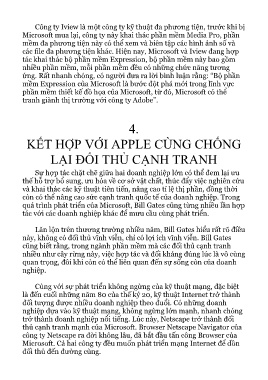 Công ty Iview là một công ty kỹ thuật đa phương tiện, trước khi bị
Microsoft mua lại, công ty này khai thác phần mềm Media Pro, phần
mềm đa phương tiện này có thể xem và biên tập các hình ảnh số và
các file đa phương tiện khác. Hiện nay, Microsoft và Iview đang hợp
tác khai thác bộ phần mềm Expression, bộ phần mềm này bao gồm
nhiều phần mềm, mỗi phần mềm đều có những chức năng tương
ứng. Rất nhanh chóng, có người đưa ra lời bình luận rằng: "Bộ phần
mềm Expression của Microsoft là bước đột phá mới trong lĩnh vực
phần mềm thiết kế đồ họa của Microsoft, từ đó, Microsoft có thể
tranh giành thị trường với công ty Adobe".
4.
KẾT HỢP VỚI APPLE CÙNG CHỐNG
LẠI ĐỐI THỦ CẠNH TRANH
Sự hợp tác chặt chẽ giữa hai doanh nghiệp lớn có thể đem lại ưu
thế hỗ trợ bổ sung, ưu hóa về cơ sở vật chất, thúc đẩy việc nghiên cứu
và khai thác các kỹ thuật tiên tiến, nâng cao tỉ lệ thị phần, đồng thời
còn có thể nâng cao sức cạnh tranh quốc tế của doanh nghiệp. Trong
quá trình phát triển của Microsoft, Bill Gates cũng từng nhiều lần hợp
tác với các doanh nghiệp khác để mưu cầu cùng phát triển.
Lăn lộn trên thương trường nhiều năm, Bill Gates hiểu rất rõ điều
này, không có đối thủ vĩnh viễn, chỉ có lợi ích vĩnh viễn. Bill Gates
cũng biết rằng, trong ngành phần mềm mà các đối thủ cạnh tranh
nhiều như cây rừng này, việc hợp tác và đối kháng đúng lúc là vô cùng
quan trọng, đôi khi còn có thể liên quan đến sự sống còn của doanh
nghiệp.
Cùng với sự phát triển không ngừng của kỹ thuật mạng, đặc biệt
là đến cuối những năm 80 của thế kỷ 20, kỹ thuật Internet trở thành
đối tượng được nhiều doanh nghiệp theo đuổi. Có những doanh
nghiệp dựa vào kỹ thuật mạng, không ngừng lớn mạnh, nhanh chóng
trở thành doanh nghiệp nổi tiếng. Lúc này, Netscape trở thành đối
thủ cạnh tranh mạnh của Microsoft. Browser Netscape Navigator của
công ty Netscape ra đời không lâu, đã bắt đầu tấn công Browser của
Microsoft. Cả hai công ty đều muốn phát triển mạng Internet để dồn
đối thủ đến đường cùng.